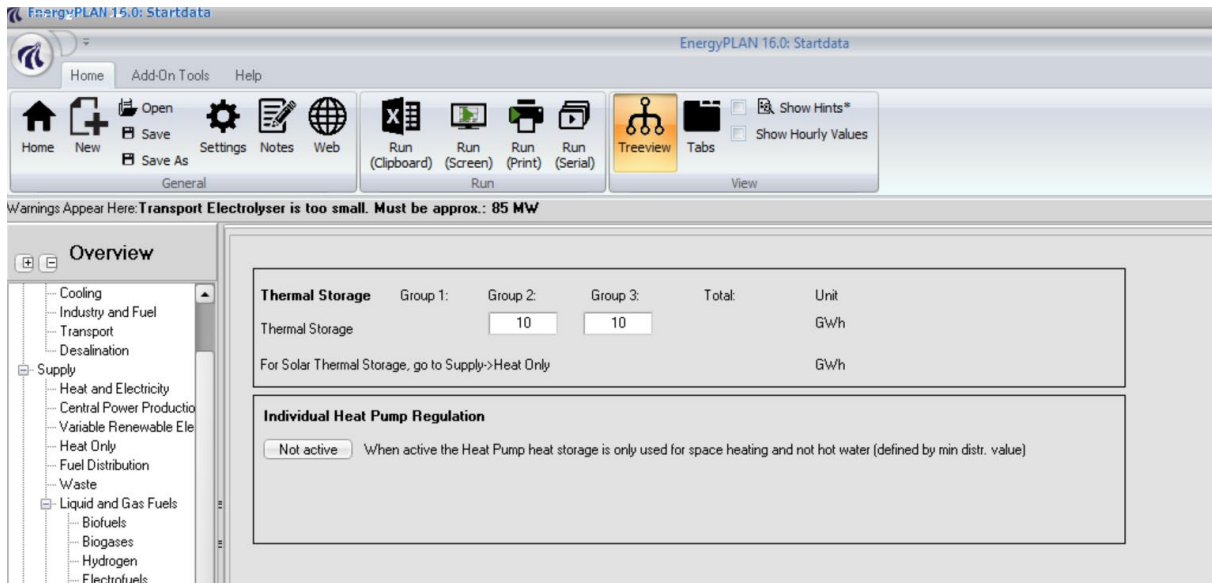 EnergyPLAN 16.0: Startdata
EnergyPLAN 16.0: Startdata
Home Add-On Tools Help
Open
Save
Save As
Home New Settings Notes Web
General
Run (Clipboard) Run (Screen) Run (Print) Run (Serial)
Run
Treeview Tabs
Show Hints*
Show Hourly Values
View
Warnings Appear Here: Transport Electrolyser is too small. Must be approx.: 85 MW
Overview
Cooling
Industry and Fuel
Transport
Desalination
Supply
Heat and Electricity
Central Power Productio
Variable Renewable Ele
Heat Only
Fuel Distribution
Waste
Liquid and Gas Fuels
Biofuels
Biogases
Hydrogen
Electrofuels
Thermal Storage Group 1: Group 2: Group 3: Total: Unit
Thermal Storage 10 10 GWh
For Solar Thermal Storage, go to Supply->Heat Only GWh
Individual Heat Pump Regulation
Not active When active the Heat Pump heat storage is only used for space heating and not hot water (defined by min distr. value)